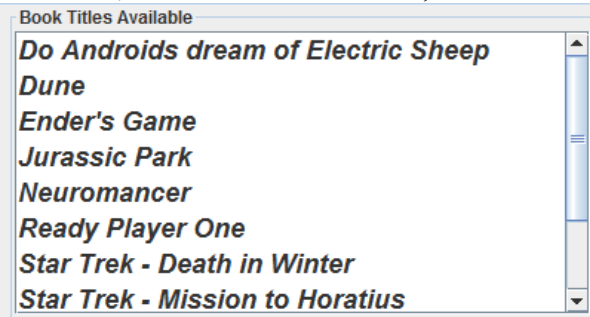 Book Titles Available
Do Androids dream of Electric Sheep
Dune
Ender's Game
Jurassic Park
Neuromancer
Ready Player One
Star Trek - Death in Winter
Star Trek - Mission to Horatius